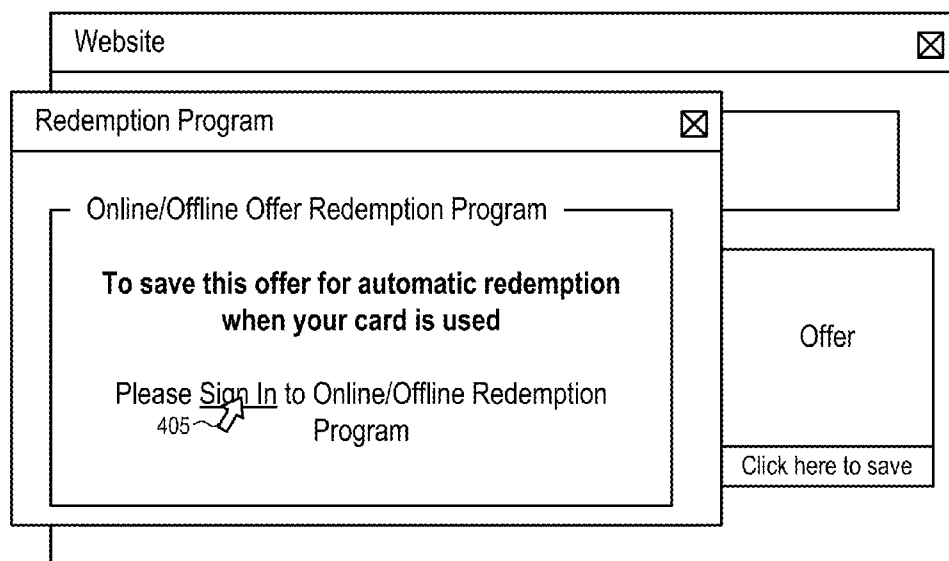 Website
Redemption Program
Online/Offline Offer Redemption Program
To save this offer for automatic redemption
when your card is used
Please Sign In to Online/Offline Redemption
405
Program
Offer
Click here to save